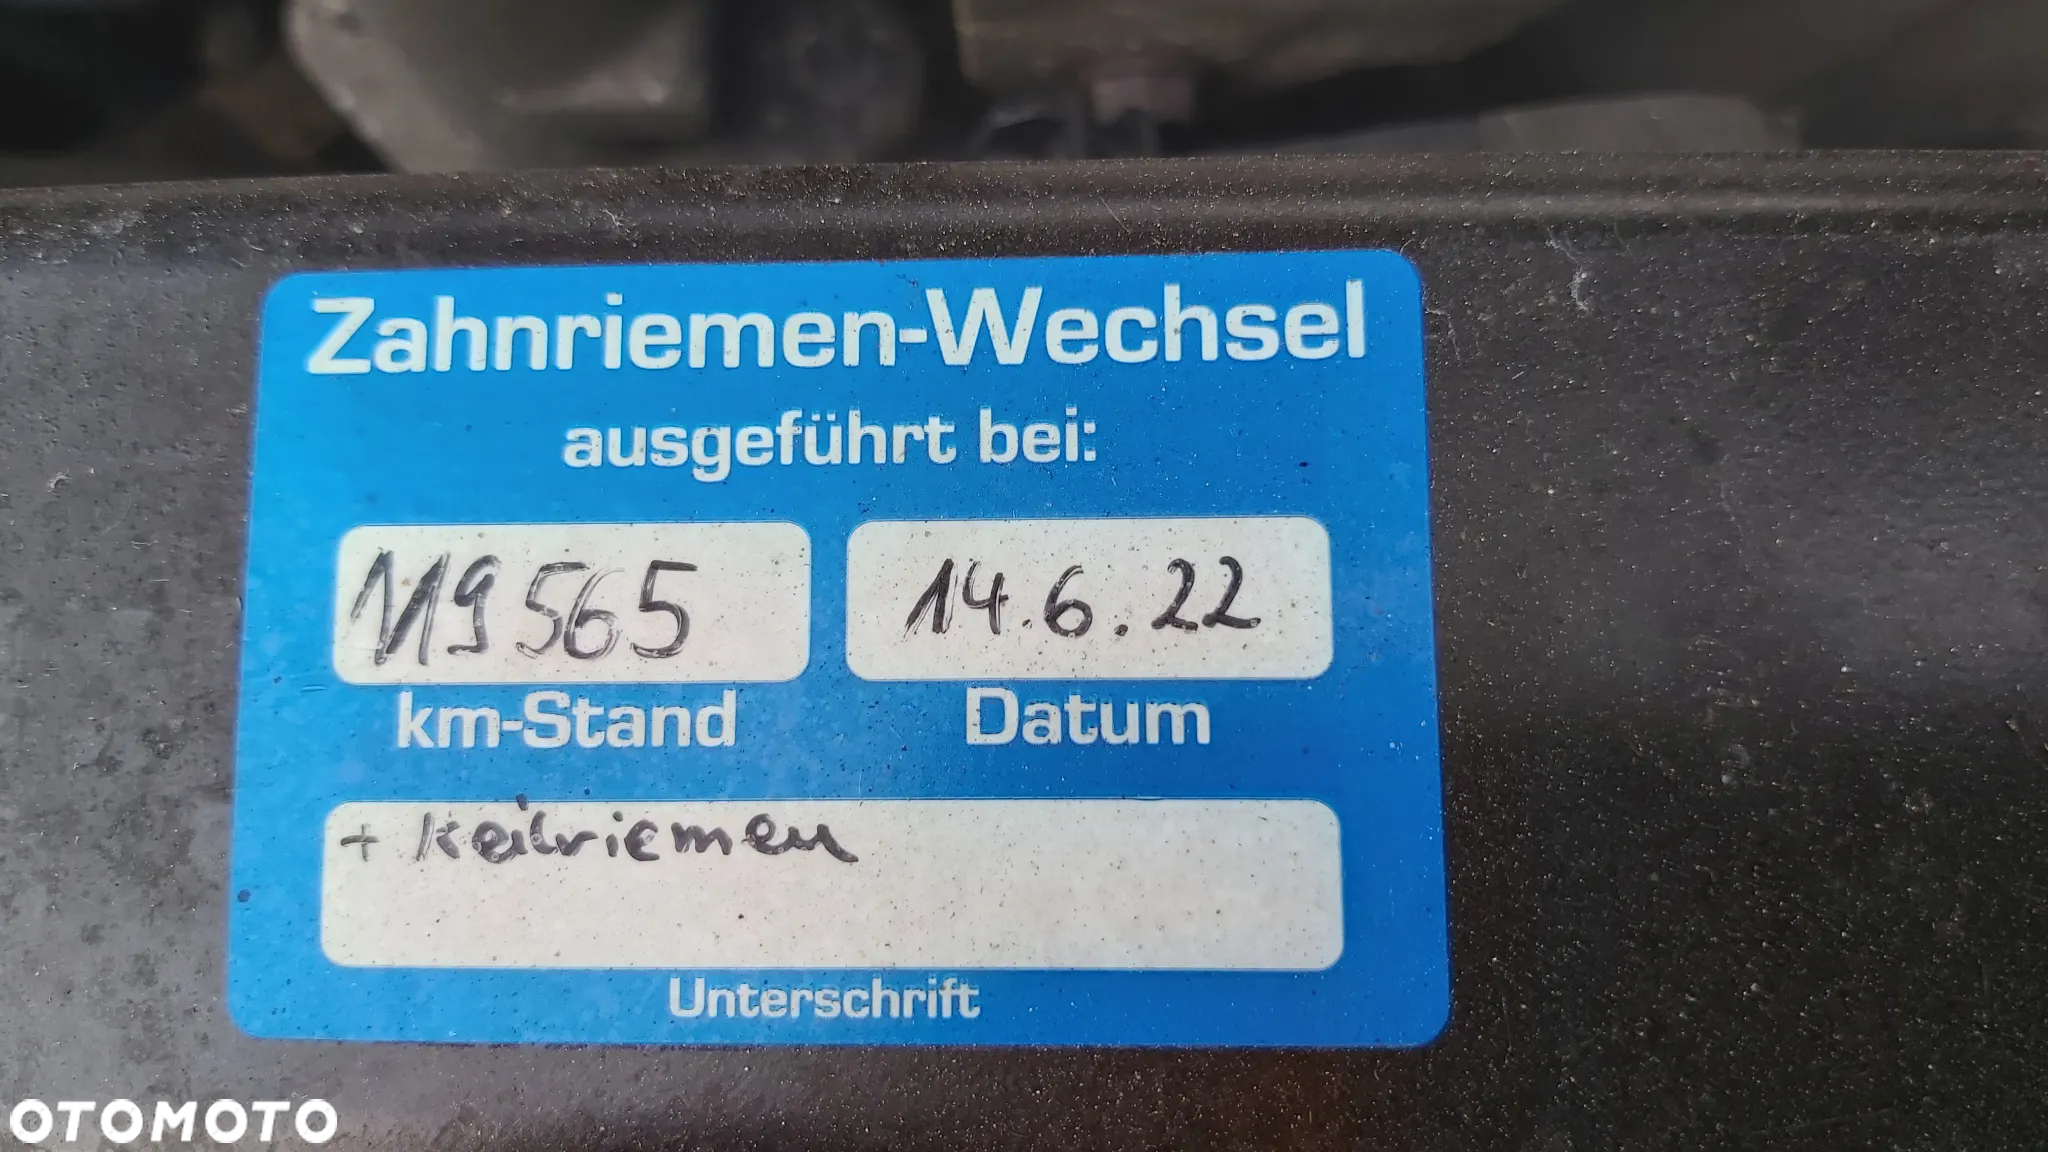 Zahnriemen-Wechsel
ausgeführt bei:
119565 14.6.22
km-Stand Datum
+ Keilriemen
Unterschrift
OTOMOTO